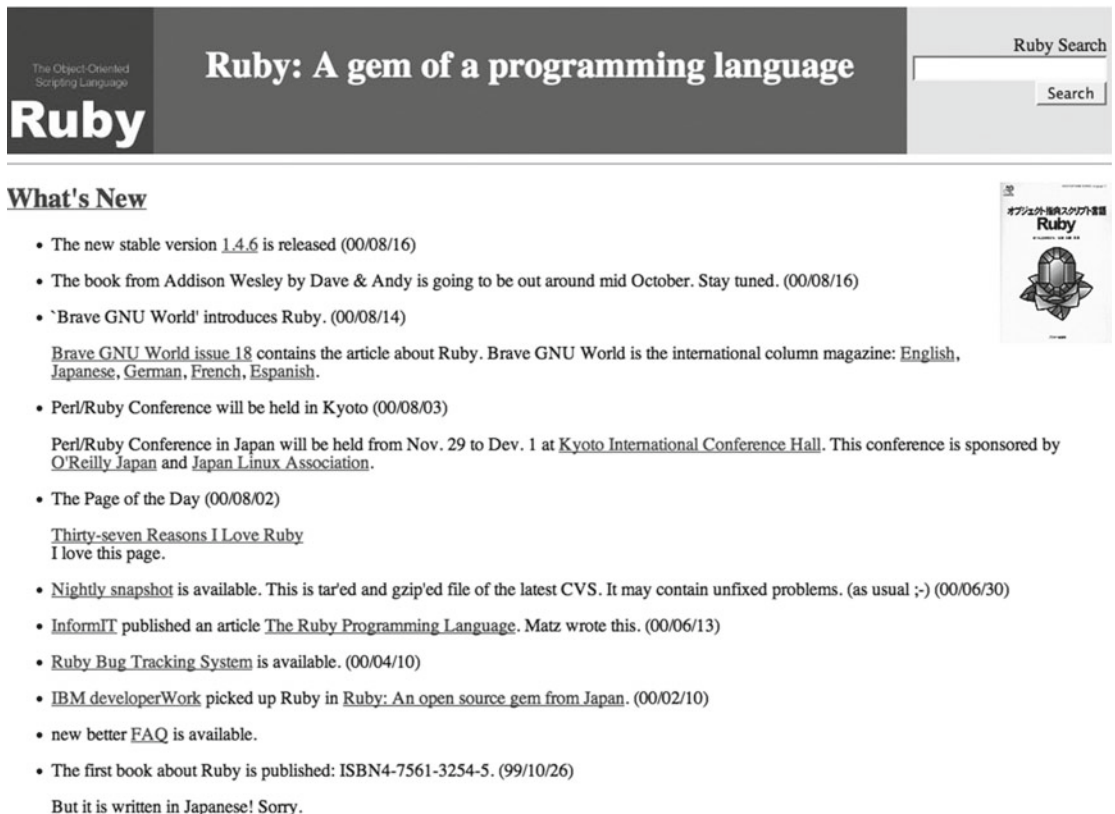 The Object-Oriented
Scripting Language
Ruby
Ruby: A gem of a programming language
Ruby Search
Search
What's New
オブジェクト指向スクリプト言語
Ruby
• The new stable version 1.4.6 is released (00/08/16)
• The book from Addison Wesley by Dave & Andy is going to be out around mid October. Stay tuned. (00/08/16)
• `Brave GNU World' introduces Ruby. (00/08/14)
Brave GNU World issue 18 contains the article about Ruby. Brave GNU World is the international column magazine: English,
Japanese, German, French, Espanish.
• Perl/Ruby Conference will be held in Kyoto (00/08/03)
Perl/Ruby Conference in Japan will be held from Nov. 29 to Dev. 1 at Kyoto International Conference Hall. This conference is sponsored by
O'Reilly Japan and Japan Linux Association.
• The Page of the Day (00/08/02)
Thirty-seven Reasons I Love Ruby
I love this page.
• Nightly snapshot is available. This is tar'ed and gzip'ed file of the latest CVS. It may contain unfixed problems. (as usual ;-) (00/06/30)
• InformIT published an article The Ruby Programming Language. Matz wrote this. (00/06/13)
• Ruby Bug Tracking System is available. (00/04/10)
• IBM developerWork picked up Ruby in Ruby: An open source gem from Japan. (00/02/10)
• new better FAQ is available.
• The first book about Ruby is published: ISBN4-7561-3254-5. (99/10/26)
But it is written in Japanese! Sorry.